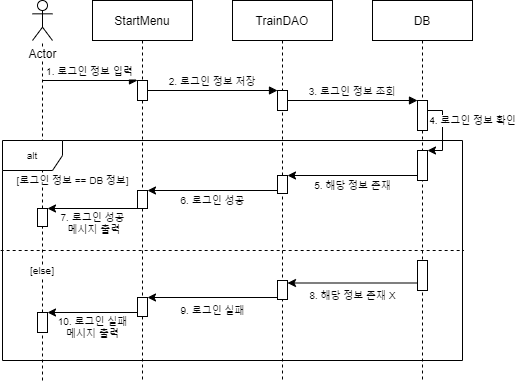 StartMenu
TrainDAO
DB
Actor
1. 로그인 정보 입력
2. 로그인 정보 저장
3. 로그인 정보 조회
4. 로그인 정보 확인
alt
[로그인 정보 == DB 정보]
5. 해당 정보 존재
6. 로그인 성공
7. 로그인 성공
메시지 출력
[else]
8. 해당 정보 존재 X
9. 로그인 실패
10. 로그인 실패
메시지 출력